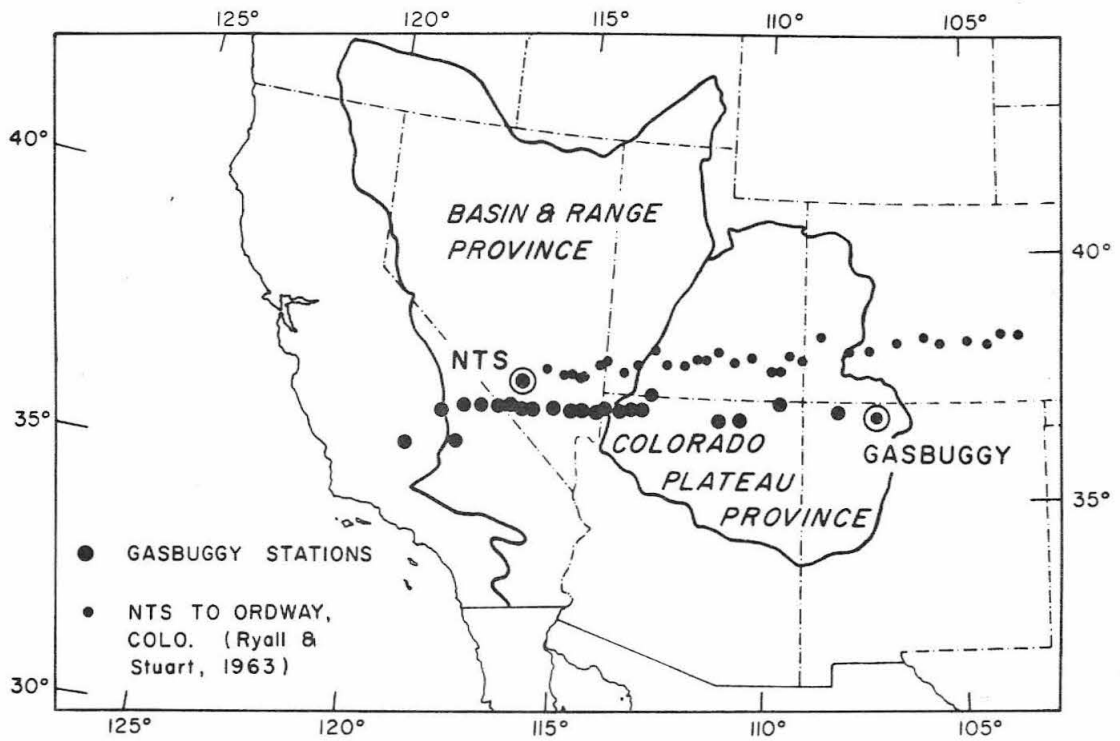 125° 120° 115° 110° 105°
40°
BASIN & RANGE
PROVINCE
40°
NTS
35°
COLORADO
PLATEAU
PROVINCE
GASBUGGY
35°
GASBUGGY STATIONS
NTS TO ORDWAY,
COLO. (Ryall &
Stuart, 1963)
30°
125° 120° 115° 110° 105°